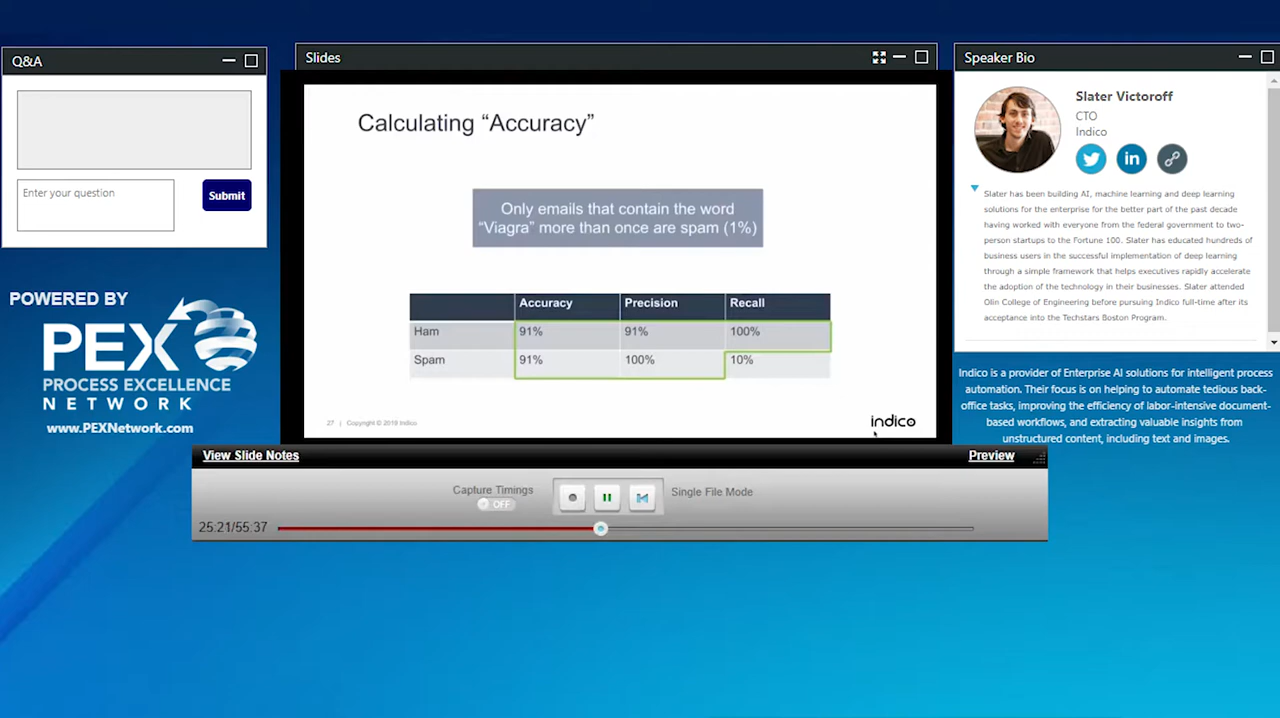 Q&A
Enter your question
Submit
POWERED BY
PEX
PROCESS EXCELLENCE
NETWORK
www.PEXNetwork.com
Slides
Calculating “Accuracy”
Only emails that contain the word
“Viagra” more than once are spam (1%)
Accuracy Precision Recall
Ham 91% 91% 100%
Spam 91% 100% 10%
27 | Copyright © 2019 Indico
indico
View Slide Notes
Preview
Capture Timings
OFF
Single File Mode
25:21/55:37
Speaker Bio
Slater Victoroff
CTO
Indico
in
Slater has been building AI, machine learning and deep learning
solutions for the enterprise for the better part of the past decade
having worked with everyone from the federal government to two-
person startups to the Fortune 100. Slater has educated hundreds of
business users in the successful implementation of deep learning
through a simple framework that helps executives rapidly accelerate
the adoption of the technology in their businesses. Slater attended
Olin College of Engineering before pursuing Indico full-time after its
acceptance into the Techstars Boston Program.
Indico is a provider of Enterprise AI solutions for intelligent process
automation. Their focus is on helping to automate tedious back-
office tasks, improving the efficiency of labor-intensive document-
based workflows, and extracting valuable insights from
unstructured content, including text and images.